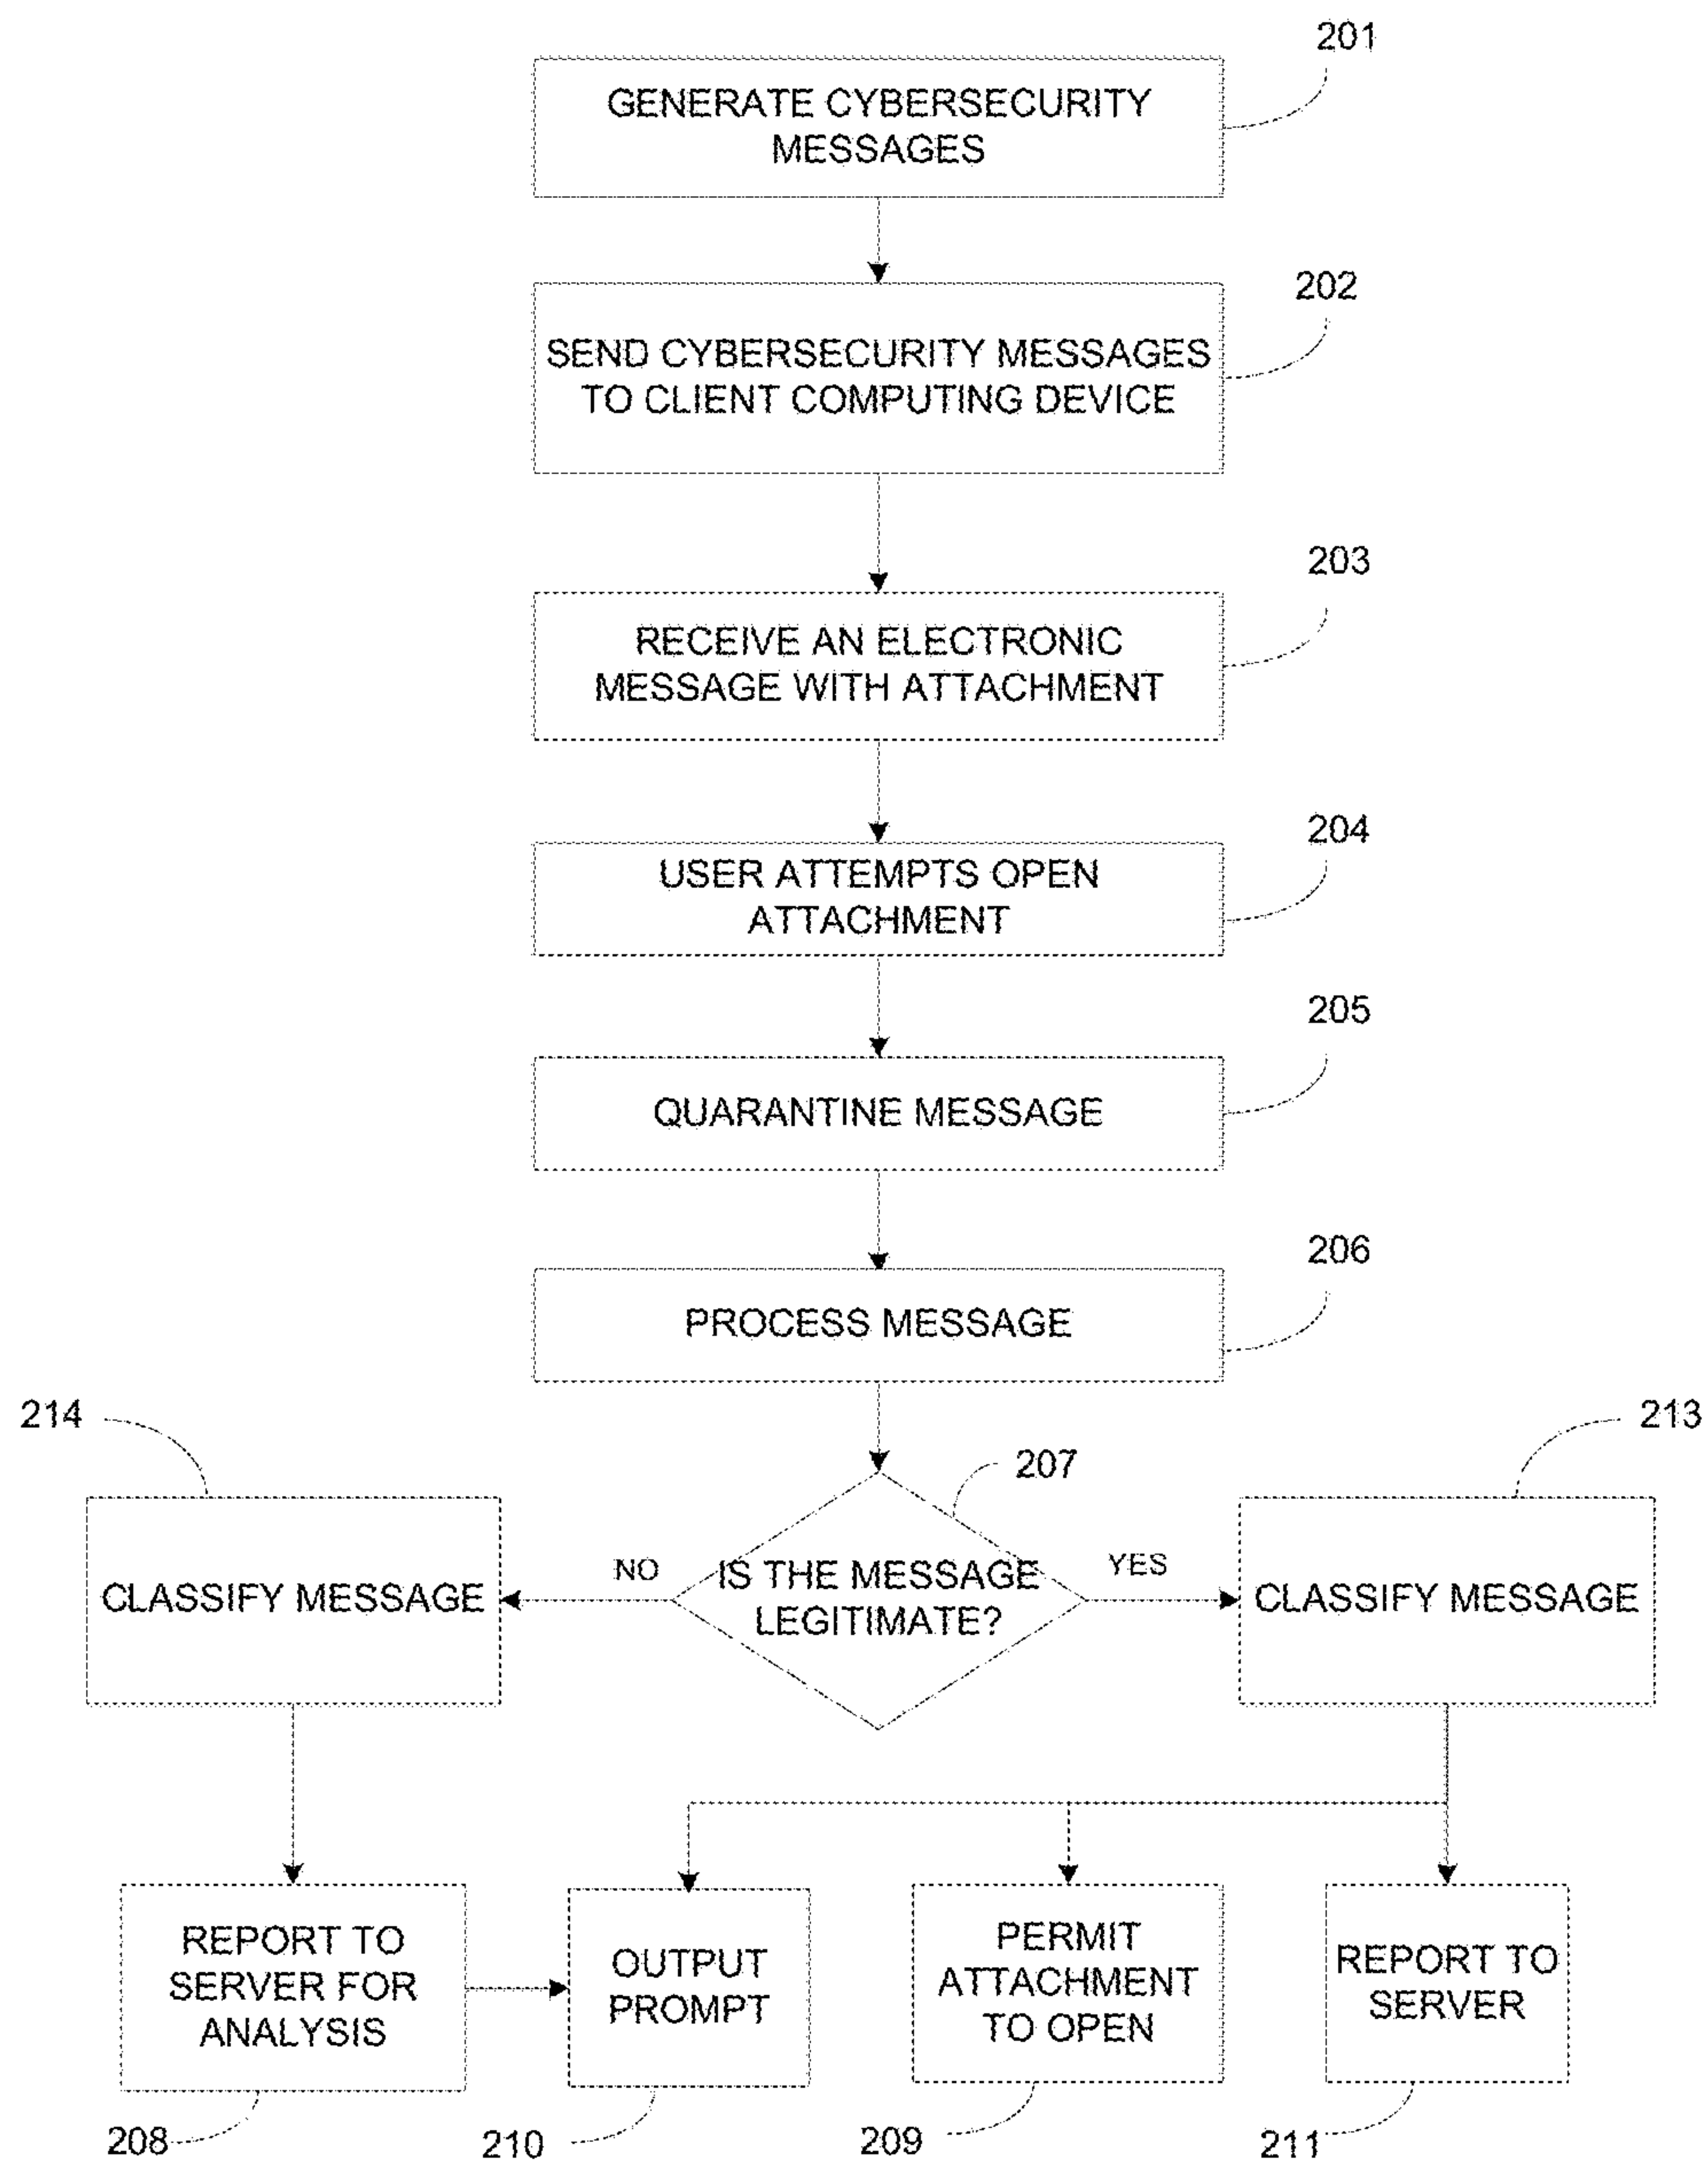 201
GENERATE CYBERSECURITY
MESSAGES
202
SEND CYBERSECURITY MESSAGES
TO CLIENT COMPUTING DEVICE
203
RECEIVE AN ELECTRONIC
MESSAGE WITH ATTACHMENT
204
USER ATTEMPTS OPEN
ATTACHMENT
205
QUARANTINE MESSAGE
206
PROCESS MESSAGE
214
213
207
NO
IS THE MESSAGE
LEGITIMATE?
YES
CLASSIFY MESSAGE
CLASSIFY MESSAGE
REPORT TO
SERVER FOR
ANALYSIS
OUTPUT
PROMPT
PERMIT
ATTACHMENT
TO OPEN
REPORT TO
SERVER
208
210
209
211